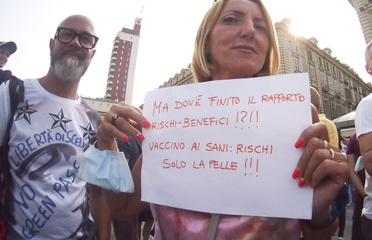 LIBERTÀ DI SCELTA
NO
GREEN PASS
MA DOV'È FINITO IL RAPPORTO
RISCHI-BENEFICI !?!!
VACCINO AI SANI: RISCHI
SOLO LA PELLE !!!